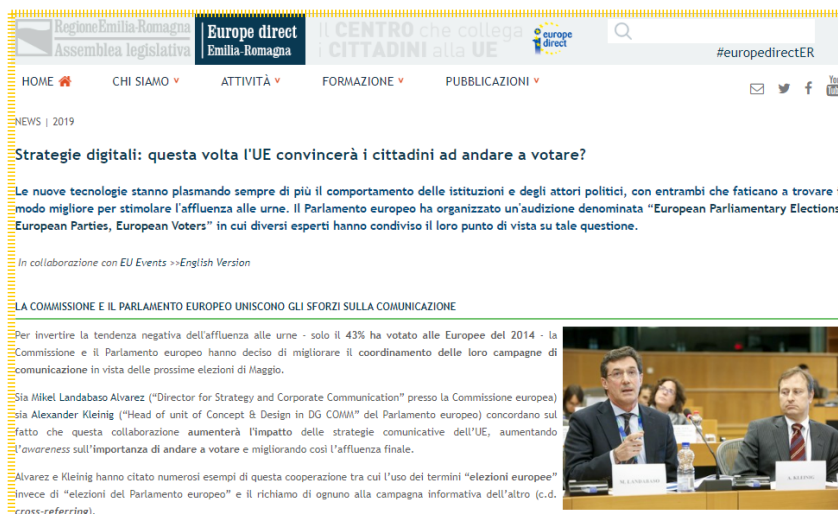 RegioneEmilia-Romagna
Assemblea legislativa
Europe direct
Emilia-Romagna
Il CENTRO che collega
i CITTADINI alla UE
europe
direct
#europedirectER
HOME CHI SIAMO ATTIVITÀ FORMAZIONE PUBBLICAZIONI
You
Tub
NEWS | 2019
Strategie digitali: questa volta l'UE convincerà i cittadini ad andare a votare?
Le nuove tecnologie stanno plasmando sempre di più il comportamento delle istituzioni e degli attori politici, con entrambi che faticano a trovare
modo migliore per stimolare l'affluenza alle urne. Il Parlamento europeo ha organizzato un'audizione denominata “European Parliamentary Elections
European Parties, European Voters” in cui diversi esperti hanno condiviso il loro punto di vista su tale questione.
In collaborazione con EU Events >>English Version
LA COMMISSIONE E IL PARLAMENTO EUROPEO UNISCONO GLI SFORZI SULLA COMUNICAZIONE
Per invertire la tendenza negativa dell'affluenza alle urne - solo il 43% ha votato alle Europee del 2014 - la
Commissione e il Parlamento europeo hanno deciso di migliorare il coordinamento delle loro campagne di
comunicazione in vista delle prossime elezioni di Maggio.
Sia Mikel Landabaso Alvarez (“Director for Strategy and Corporate Communication” presso la Commissione europea)
sia Alexander Kleinig (“Head of unit of Concept & Design in DG COMM” del Parlamento europeo) concordano sul
fatto che questa collaborazione aumenterà l'impatto delle strategie comunicative dell'UE, aumentando
l'awareness sull'importanza di andare a votare e migliorando così l'affluenza finale.
Alvarez e Kleinig hanno citato numerosi esempi di questa cooperazione tra cui l'uso dei termini “elezioni europee”
invece di “elezioni del Parlamento europeo” e il richiamo di ognuno alla campagna informativa dell'altro (c.d.
cross-referring).
M. LANDABASO
A. KLEINIG